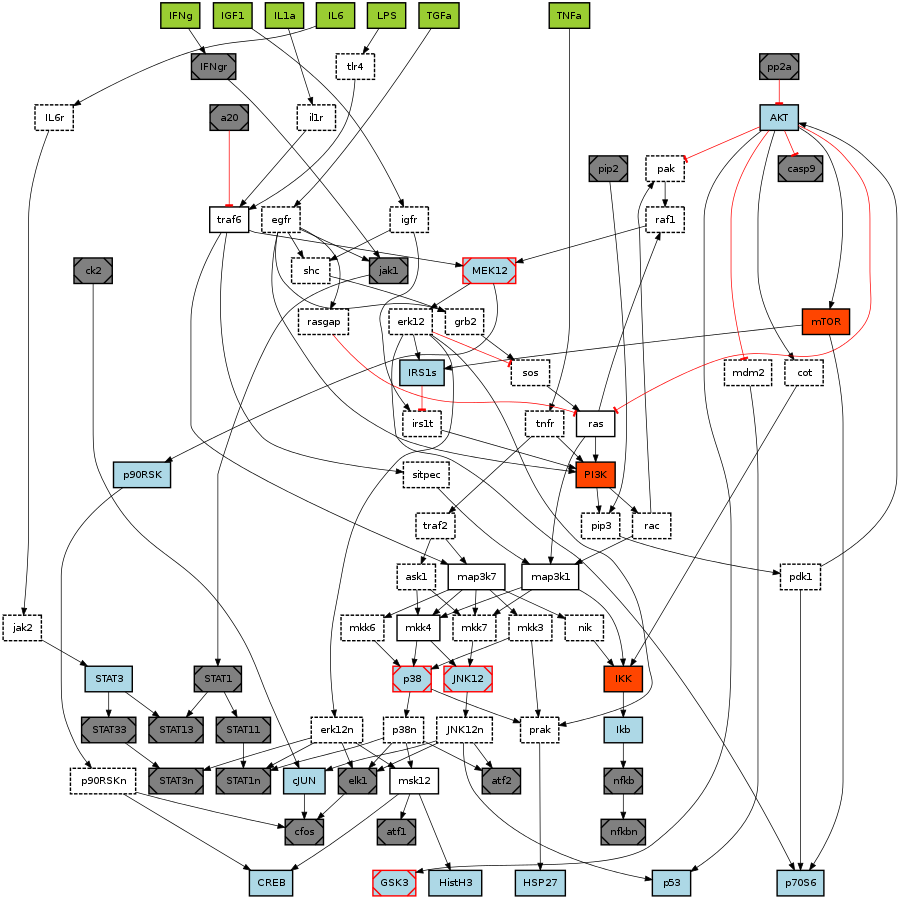 IFNg
IGF1
IL1a
IL6
LPS
TGFa
TNFa
IFNgr
tlr4
pp2a
IL6r
a20
il1r
AKT
pip2
pak
casp9
traf6
egfr
igfr
raf1
ck2
shc
jak1
MEK12
rasgap
erk12
grb2
mTOR
IRS1s
sos
mdm2
cot
irs1t
tnfr
ras
p90RSK
sitpec
PI3K
traf2
pip3
rac
ask1
map3k7
map3k1
pdk1
jak2
mkk6
mkk4
mkk7
mkk3
nik
STAT3
STAT1
p38
JNK12
IKK
STAT33
STAT13
STAT11
erk12n
p38n
JNK12n
prak
Ikb
p90RSKn
STAT3n
STAT1n
cJUN
elk1
msk12
atf2
nfkb
cfos
atf1
nfkbn
CREB
GSK3
HistH3
HSP27
p53
p70S6